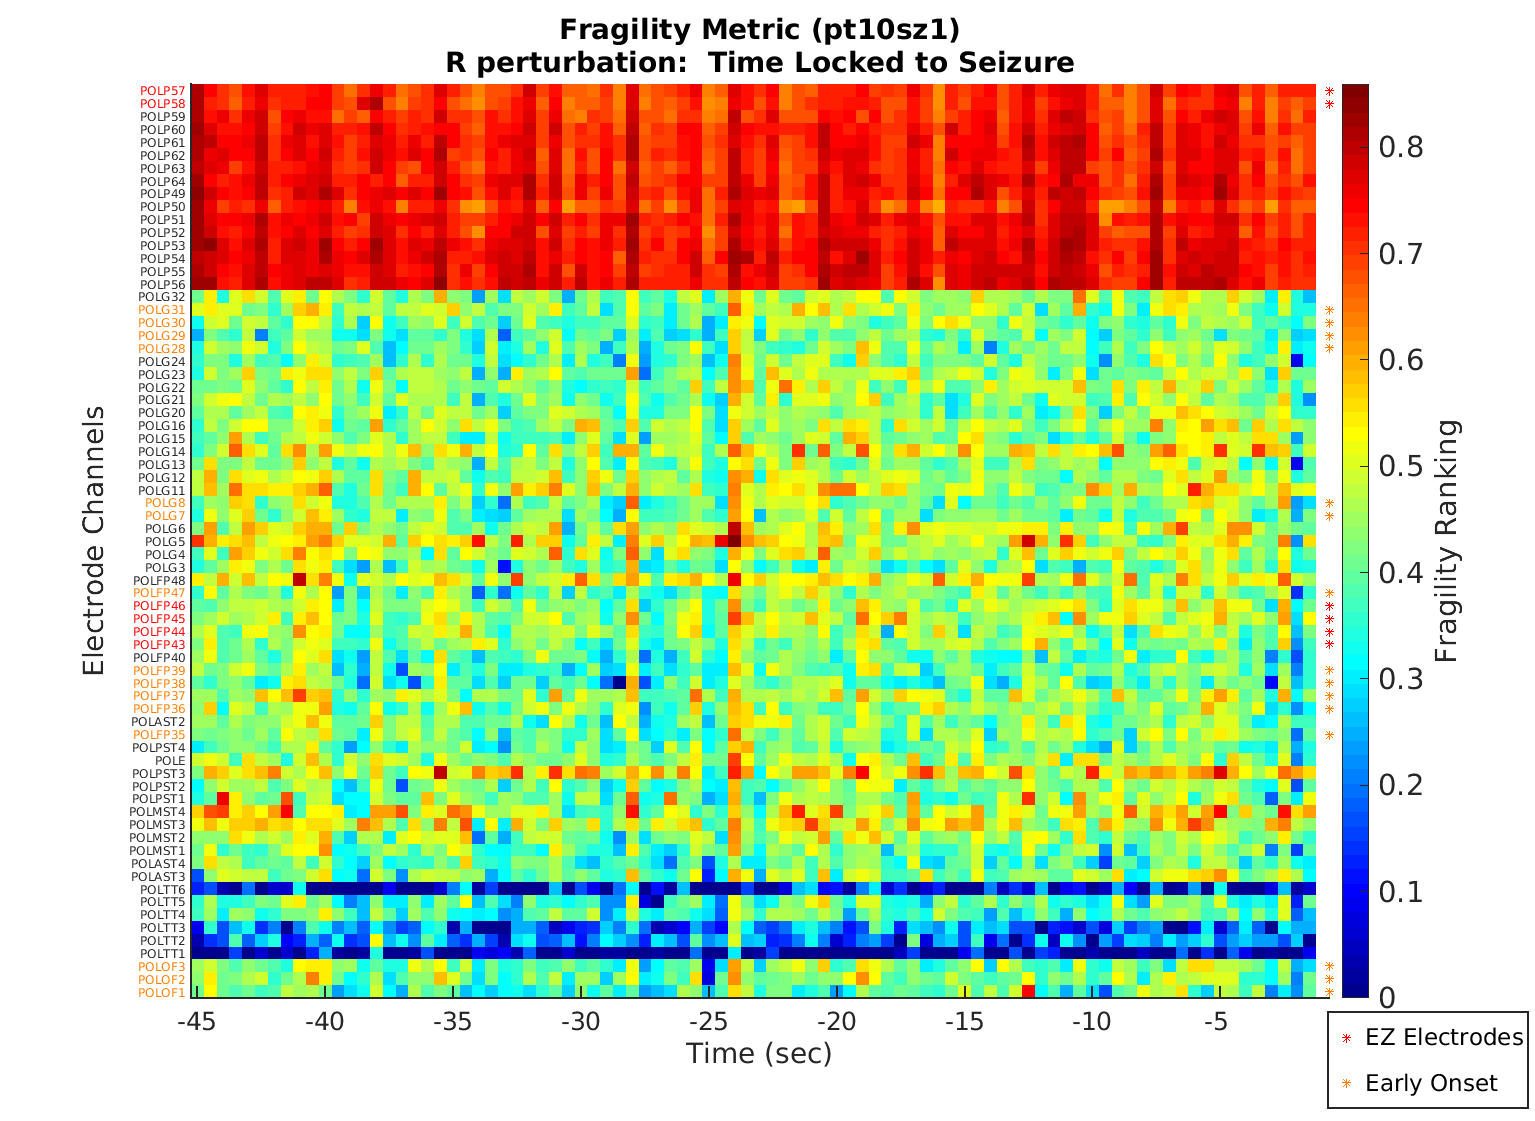 Fragility Metric (pt10sz1)
R perturbation:  Time Locked to Seizure
Electrode Channels
POLP57
POLP58
POLP59
POLP60
POLP61
POLP62
POLP63
POLP64
POLP49
POLP50
POLP51
POLP52
POLP53
POLP54
POLP55
POLP56
POLG32
POLG31
POLG30
POLG29
POLG28
POLG24
POLG23
POLG22
POLG21
POLG20
POLG16
POLG15
POLG14
POLG13
POLG12
POLG11
POLG8
POLG7
POLG6
POLG5
POLG4
POLG3
POLFP48
POLFP47
POLFP46
POLFP45
POLFP44
POLFP43
POLFP40
POLFP39
POLFP38
POLFP37
POLFP36
POLAST2
POLFP35
POLPST4
POLE
POLPST3
POLPST2
POLPST1
POLMST4
POLMST3
POLMST2
POLMST1
POLAST4
POLAST3
POLTT6
POLTT5
POLTT4
POLTT3
POLTT2
POLTT1
POLOF3
POLOF2
POLOF1
-45 -40 -35 -30 -25 -20 -15 -10 -5
Time (sec)
0.8
0.7
0.6
0.5
0.4
0.3
0.2
0.1
0
Fragility Ranking
EZ Electrodes
Early Onset